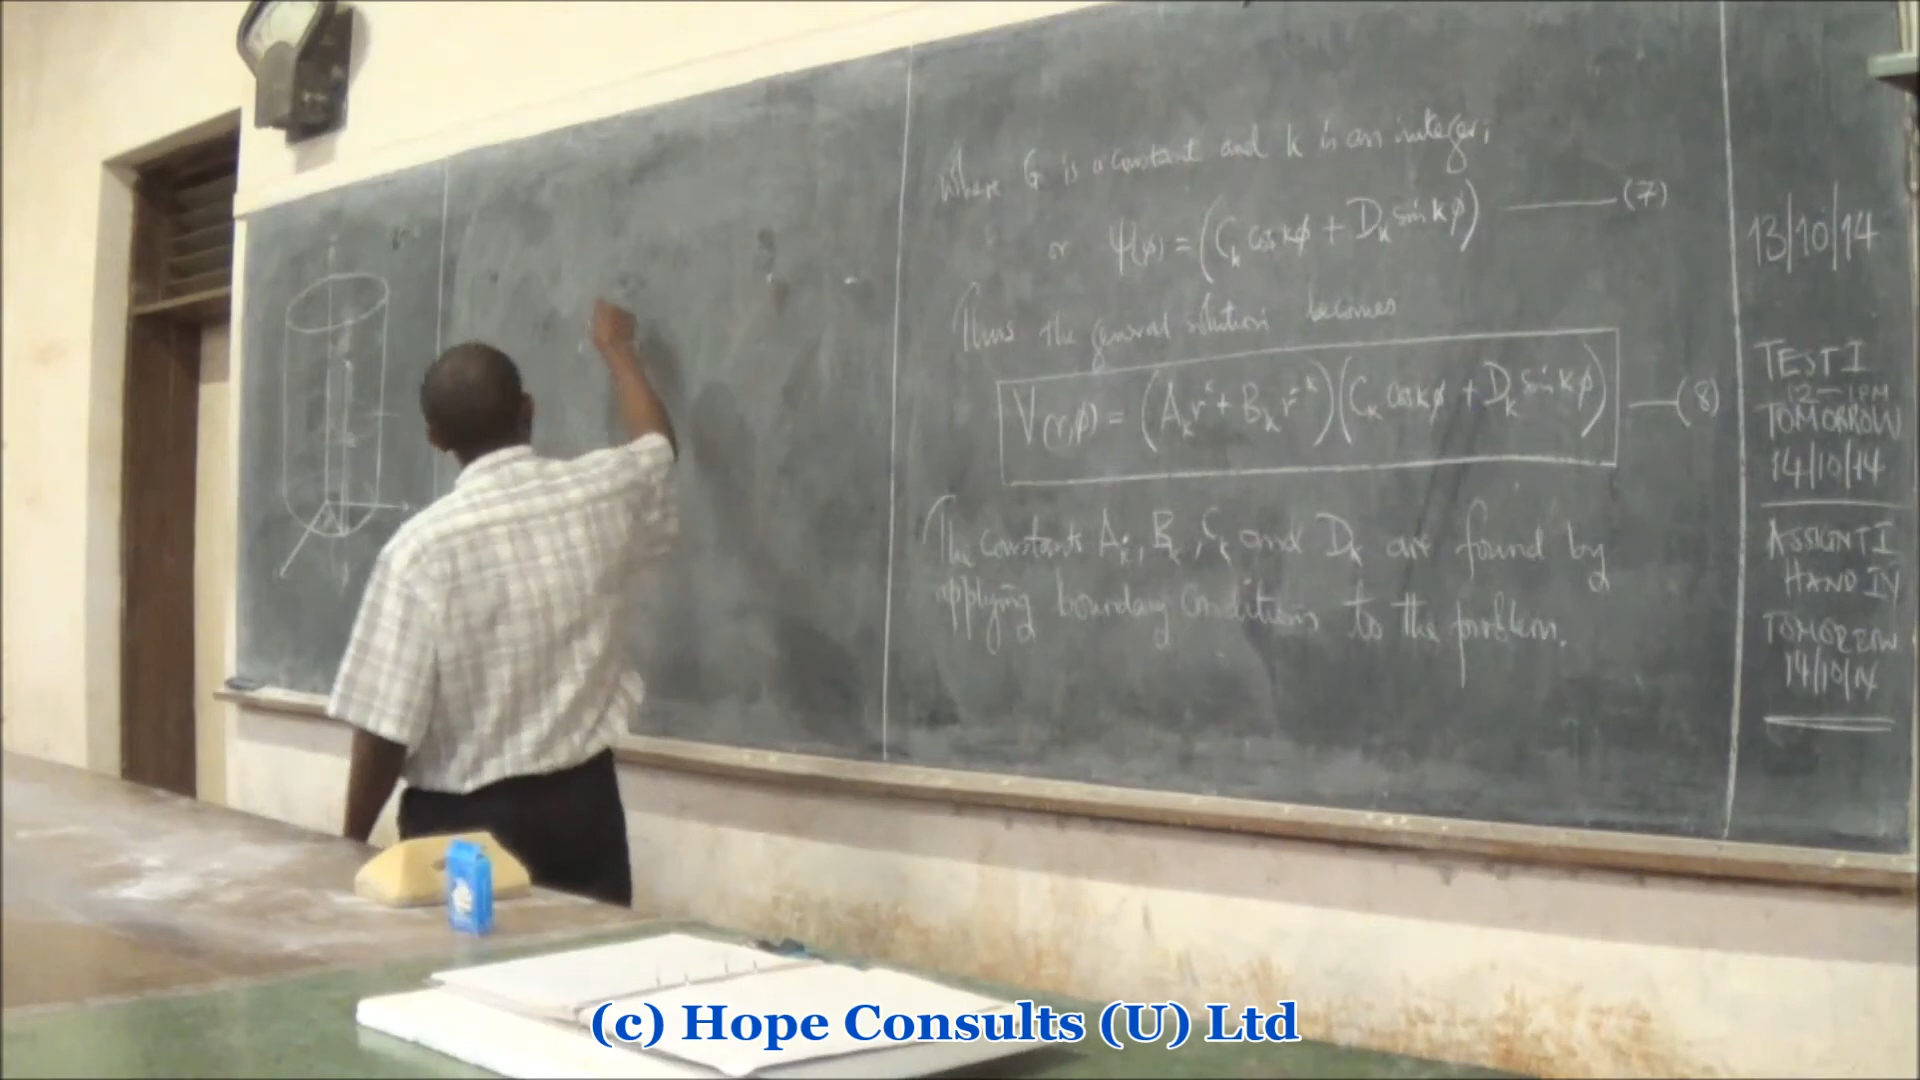 Where G is a constant and k is an integer;
or ψ(φ) = (C_k cos kφ + D_k sin kφ) ——— (7)
Thus the general solution becomes
V(r,φ) = (A_k r^k + B_k r^-k)(C_k cos kφ + D_k sin kφ) —— (8)
The constants A_k, B_k, C_k and D_k are found by
applying boundary conditions to the problem.
13/10/14
TEST I
12-1PM
TOMORROW
14/10/14
ASSIGNT I
HAND IN
TOMORROW
14/10/14
(c) Hope Consults (U) Ltd